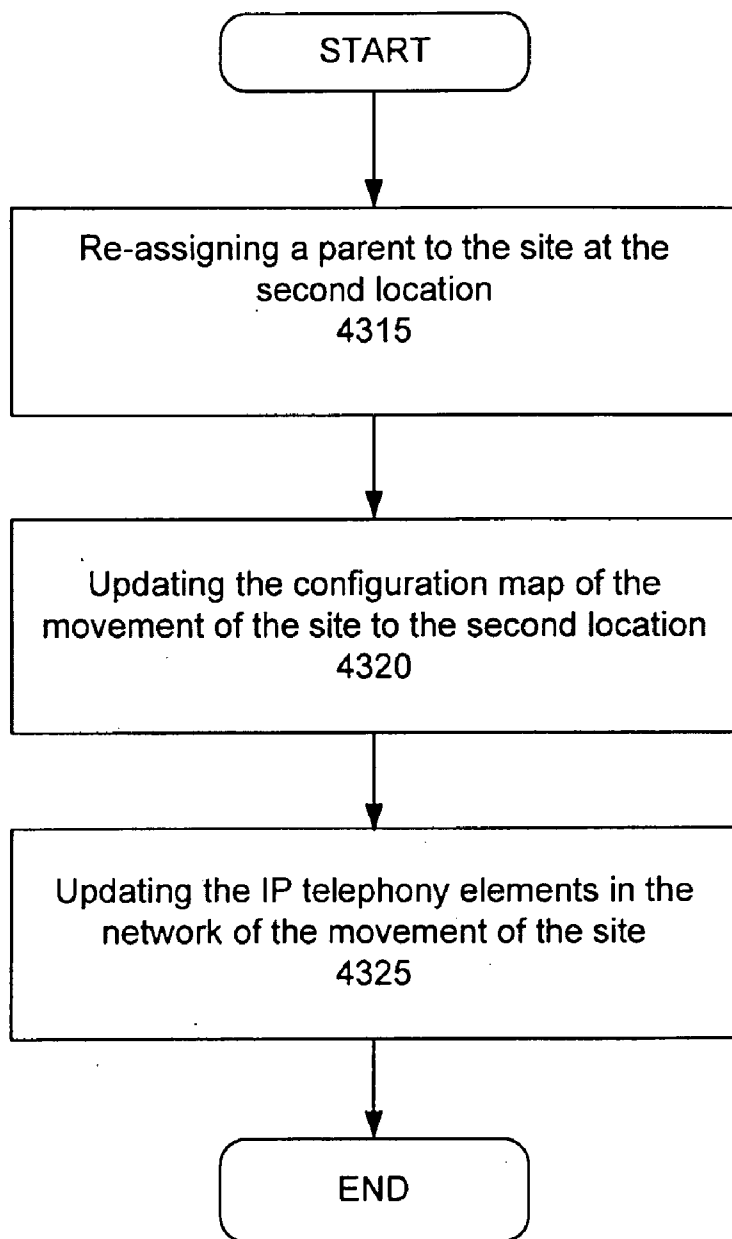 START
Re-assigning a parent to the site at the
second location
4315
Updating the configuration map of the
movement of the site to the second location
4320
Updating the IP telephony elements in the
network of the movement of the site
4325
END